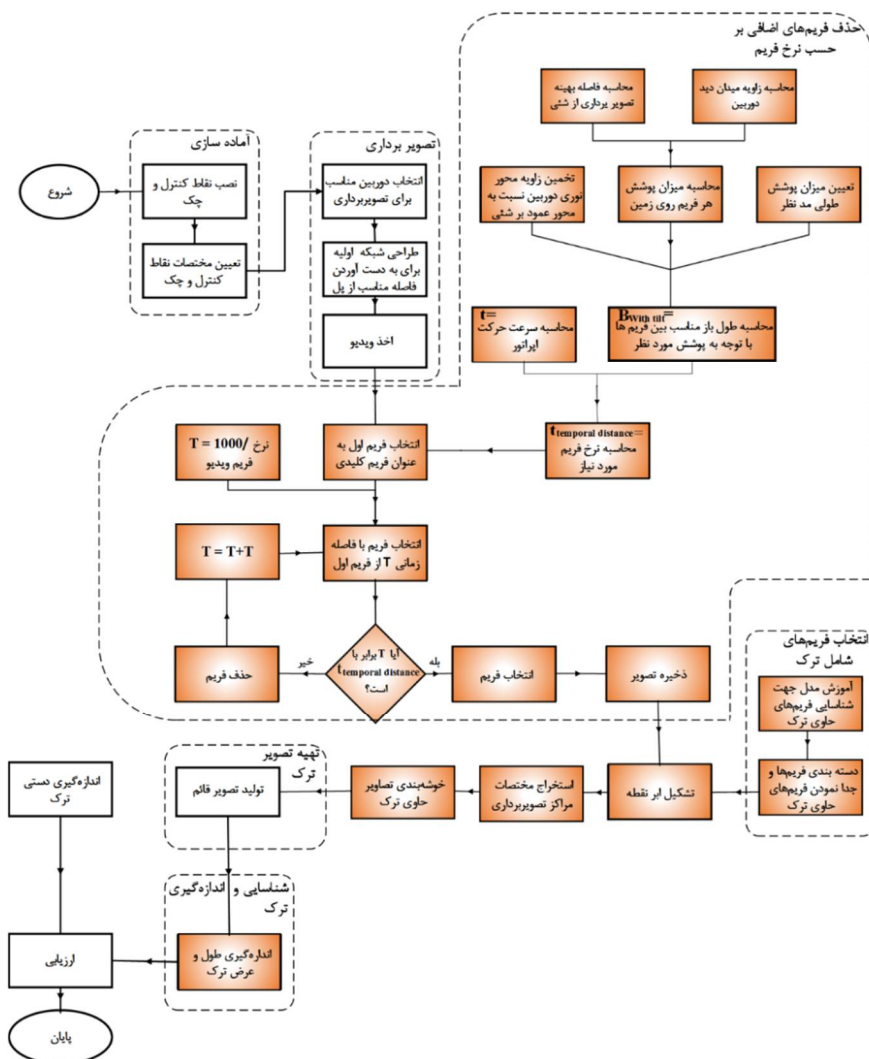 حذف فریم‌های اضافی بر
حسب نرخ فریم
محاسبه زاویه میدان دید
دوربین
محاسبه فاصله بهینه
تصویر برداری از شئی
تصویر برداری
آماده سازی
شروع
نصب نقاط کنترل و
چک
تعیین مختصات نقاط
کنترل و چک
انتخاب دوربین مناسب
برای تصویربرداری
طراحی شبکه اولیه
برای به دست آوردن
فاصله مناسب از پل
اخذ ویدیو
تعیین میزان پوشش
طولی مد نظر
محاسبه میزان پوشش
هر فریم روی زمین
تخمین زاویه محور
نوری دوربین نسبت به
محور عمود بر شئی
B With tilt=
محاسبه طول باز مناسب بین فریم ها
با توجه به پوشش مورد نظر
t=
محاسبه سرعت حرکت
اپراتور
t temporal distance=
محاسبه نرخ فریم
مورد نیاز
انتخاب فریم اول به
عنوان فریم کلیدی
T = 1000/ نرخ
فریم ویدیو
انتخاب فریم با فاصله
زمانی T از فریم اول
T = T+T
آیا T برابر با
t temporal distance
است؟
خیر
بله
حذف فریم
انتخاب فریم
ذخیره تصویر
انتخاب فریم‌های
شامل ترک
آموزش مدل جهت
شناسایی فریم‌های
حاوی ترک
دسته بندی فریم‌ها و
جدا نمودن فریم‌های
حاوی ترک
تشکیل ابر نقطه
استخراج مختصات
مراکز تصویربرداری
خوشه‌بندی تصاویر
حاوی ترک
تهیه تصویر
ترک
تولید تصویر قائم
شناسایی و اندازه‌گیری
ترک
اندازه‌گیری طول و
عرض ترک
اندازه‌گیری دستی
ترک
ارزیابی
پایان